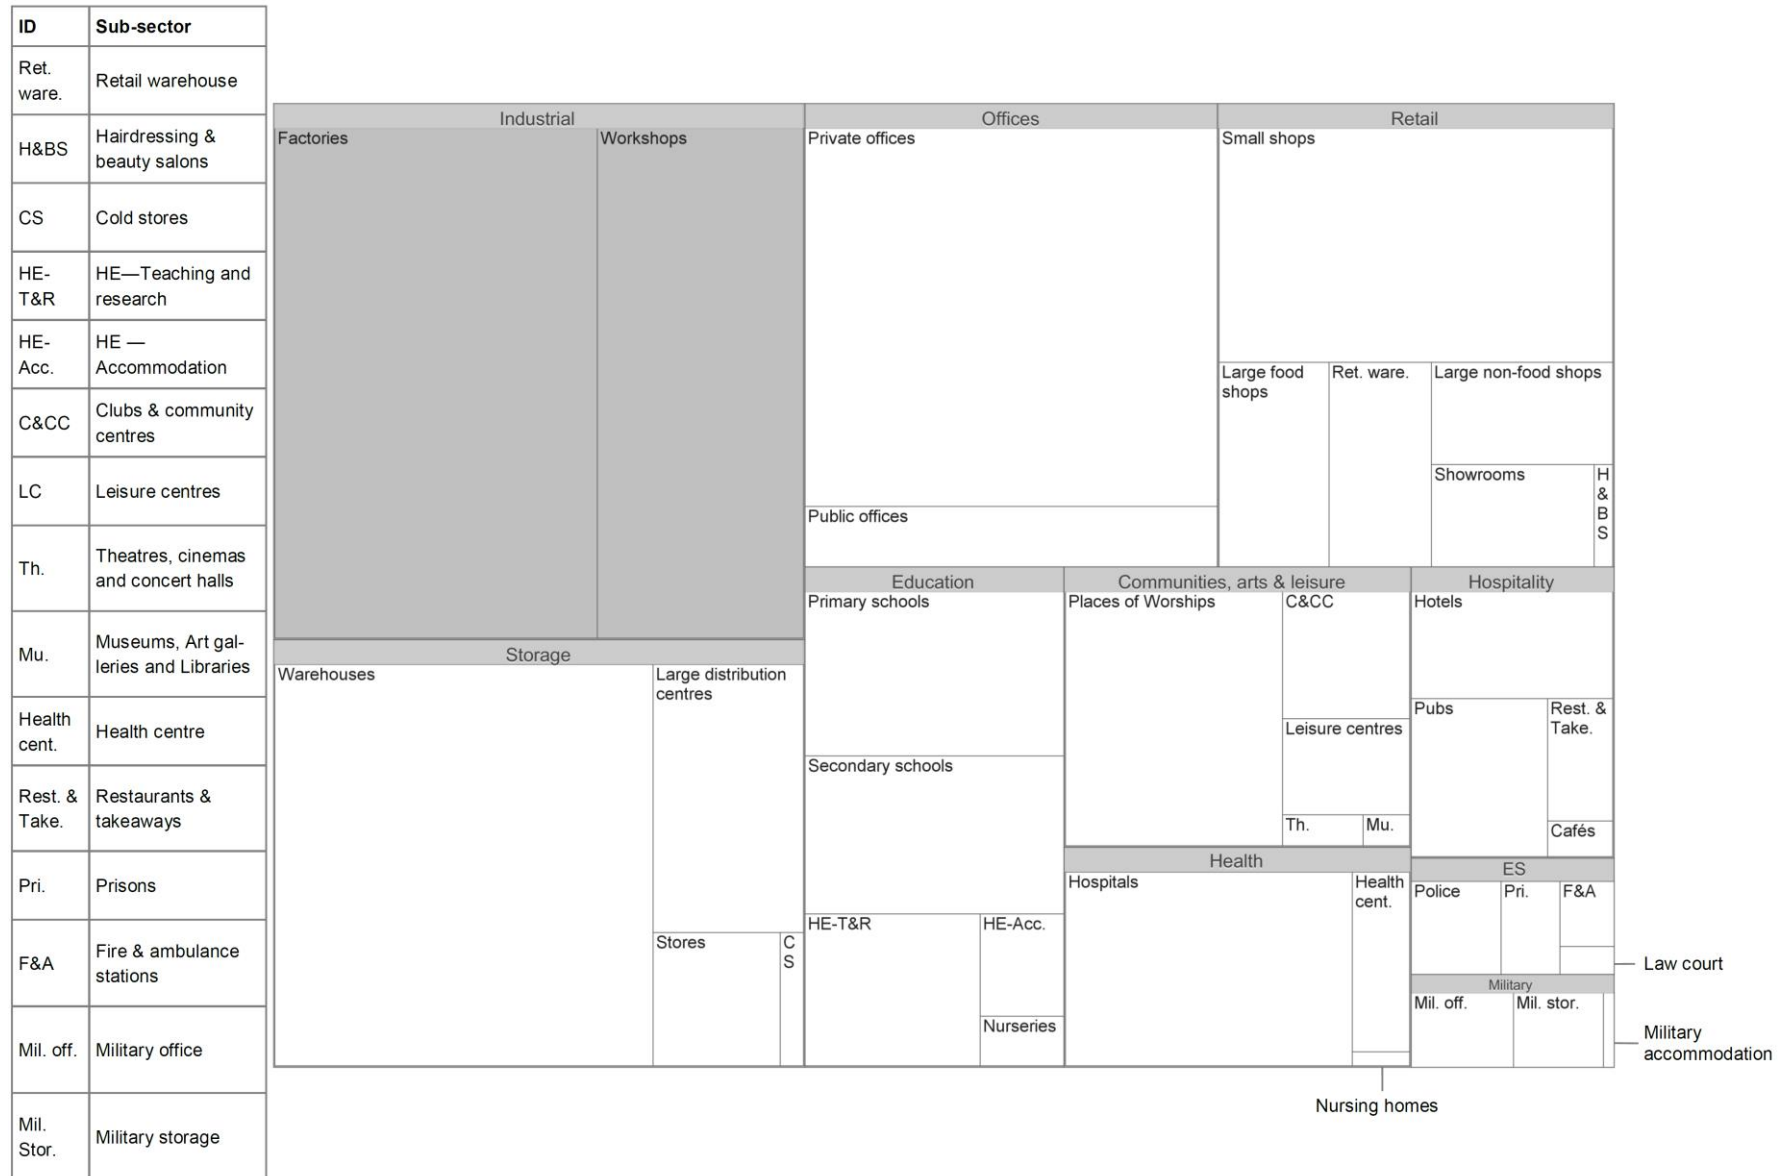 ID Sub-sector
Ret.
ware.
Retail warehouse
H&BS
Hairdressing &
beauty salons
CS
Cold stores
HE-
T&R
HE—Teaching and
research
HE-
Acc.
HE —
Accommodation
C&CC
Clubs & community
centres
LC
Leisure centres
Th.
Theatres, cinemas
and concert halls
Mu.
Museums, Art gal-
leries and Libraries
Health
cent.
Health centre
Rest. &
Take.
Restaurants &
takeaways
Pri.
Prisons
F&A
Fire & ambulance
stations
Mil. off.
Military office
Mil.
Stor.
Military storage
Industrial
Factories
Workshops
Storage
Warehouses
Large distribution
centres
Stores
C
S
Offices
Private offices
Public offices
Retail
Small shops
Large food
shops
Ret. ware.
Large non-food shops
Showrooms
H
&
B
S
Education
Primary schools
Secondary schools
HE-T&R
HE-Acc.
Nurseries
Communities, arts & leisure
Places of Worships
C&CC
Leisure centres
Th.
Mu.
Health
Hospitals
Health
cent.
Nursing homes
Hospitality
Hotels
Pubs
Rest. &
Take.
Cafés
ES
Police
Pri.
F&A
Law court
Military
Mil. off.
Mil. stor.
Military
accommodation